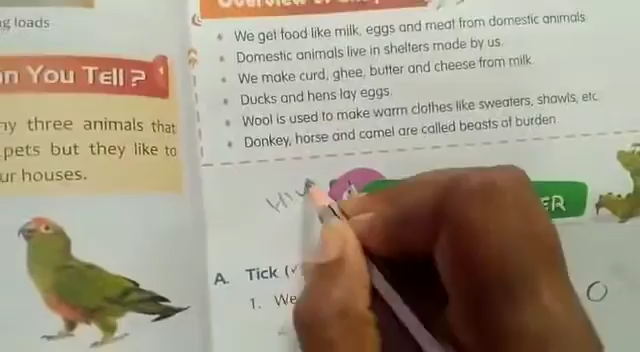 ng loads
n You Tell?
ny three animals that
pets but they like to
ur houses.
• We get food like milk, eggs and meat from domestic animals.
• Domestic animals live in shelters made by us.
• We make curd, ghee, butter and cheese from milk.
• Ducks and hens lay eggs.
• Wool is used to make warm clothes like sweaters, shawls, etc.
• Donkey, horse and camel are called beasts of burden.
ER
A. Tick (✓)
1. We